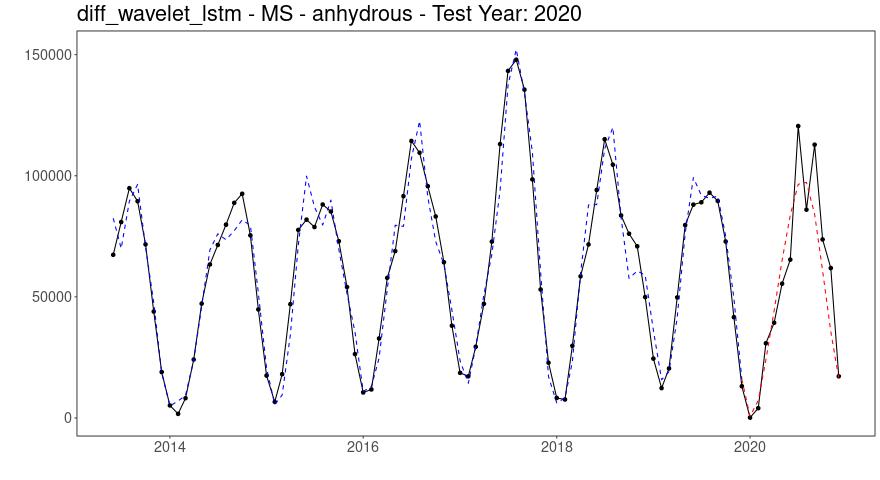 diff_wavelet_lstm - MS - anhydrous - Test Year: 2020
150000
100000
50000
0
2014 2016 2018 2020